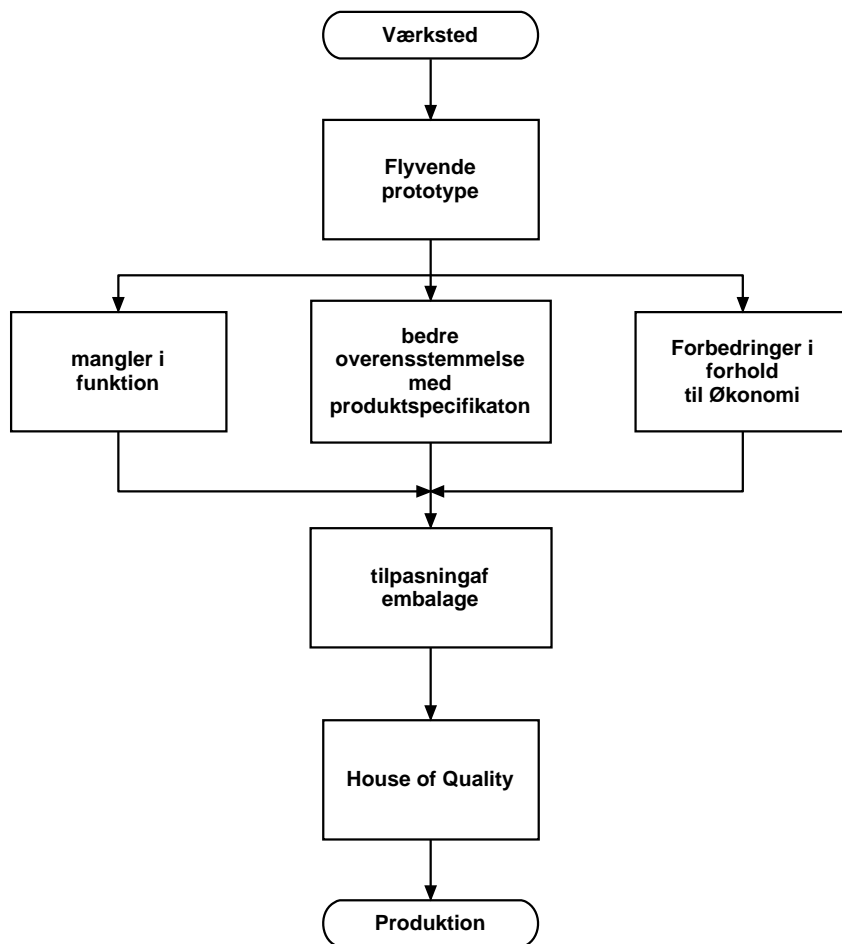 Værksted
Flyvende
prototype
mangler i
funktion
bedre
overensstemmelse
med
produktspecifikaton
Forbedringer i
forhold
til Økonomi
tilpasningaf
embalage
House of Quality
Produktion